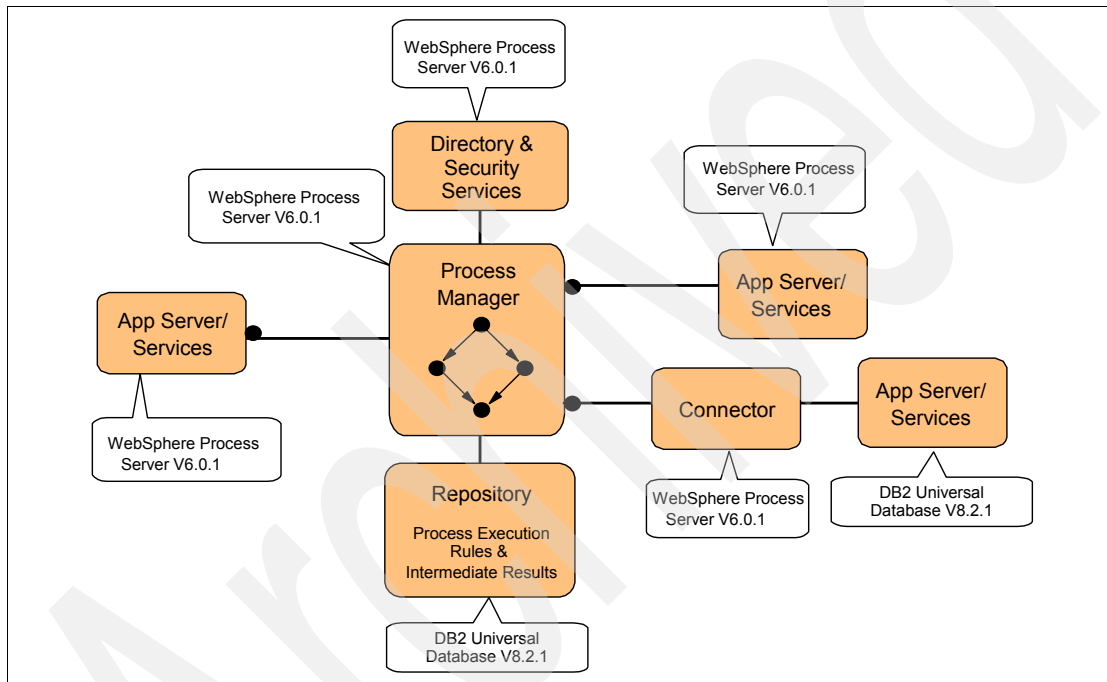 WebSphere Process
Server V6.0.1
Directory &
Security
Services
WebSphere Process
Server V6.0.1
WebSphere Process
Server V6.0.1
Process
Manager
App Server/
Services
App Server/
Services
WebSphere Process
Server V6.0.1
Connector
App Server/
Services
Repository
Process Execution
Rules &
Intermediate Results
WebSphere Process
Server V6.0.1
DB2 Universal
Database V8.2.1
DB2 Universal
Database V8.2.1
Archived